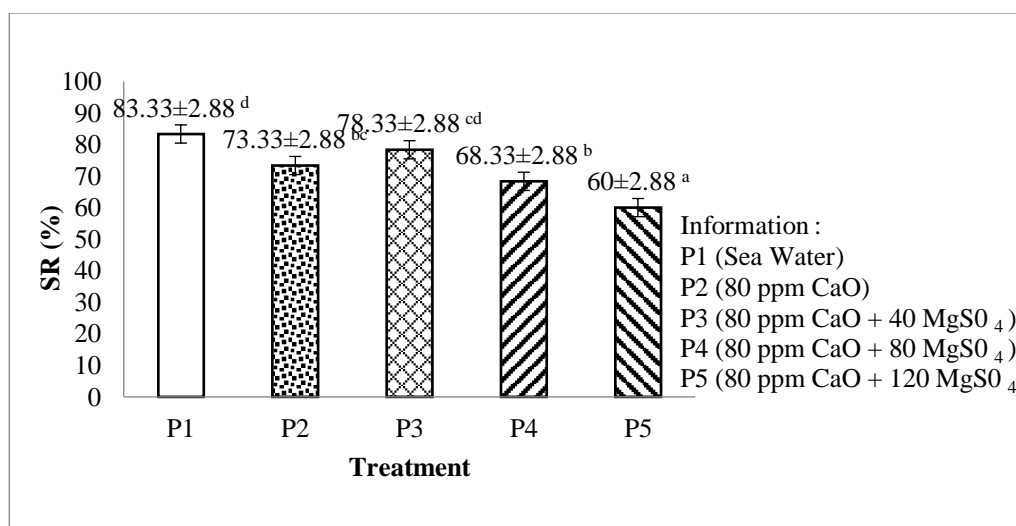 100
90
80
70
60
50
40
30
20
10
0
SR (%)
83.33±2.88 d
73.33±2.88 bc
78.33±2.88 cd
68.33±2.88 b
60±2.88 a
P1
P2
P3
P4
P5
Treatment
Information :
P1 (Sea Water)
P2 (80 ppm CaO)
P3 (80 ppm CaO + 40 MgS0 4 )
P4 (80 ppm CaO + 80 MgS0 4 )
P5 (80 ppm CaO + 120 MgS0 4